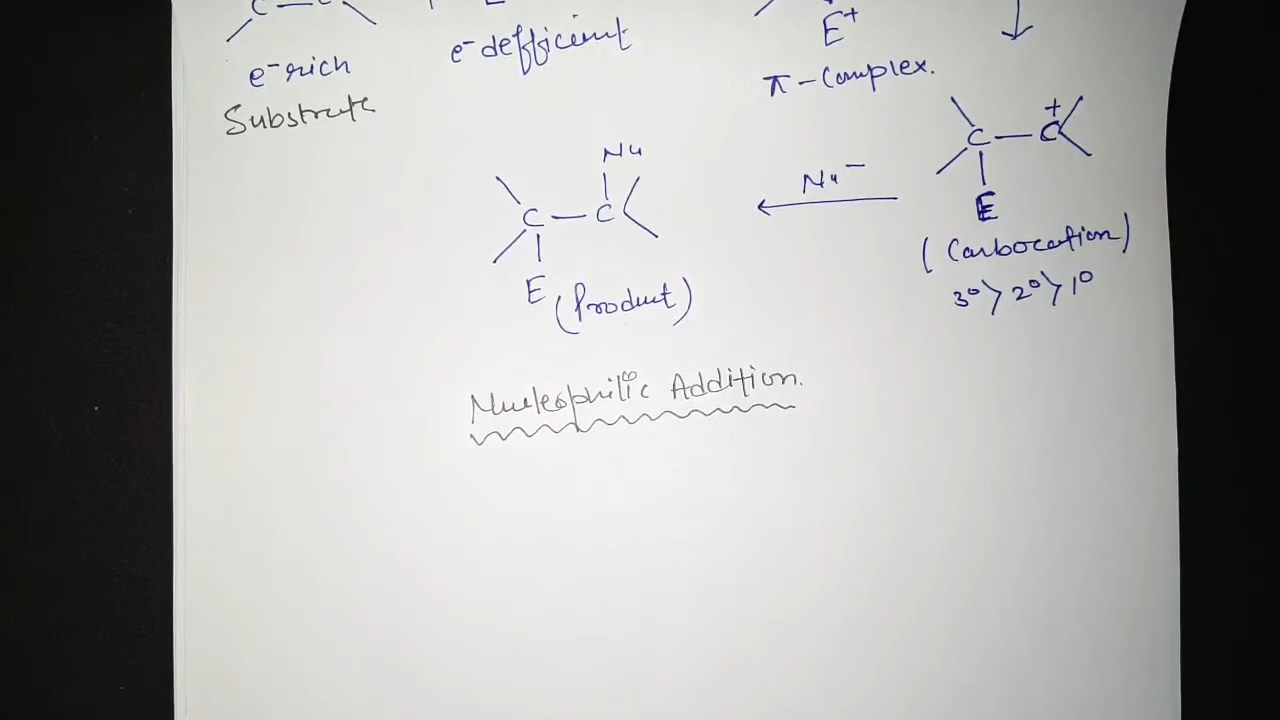 C — C
e⁻rich
Substrate
e⁻defficient
E⁺
π-Complex.
C — C⁺
E
(Carbocation)
3°>2°>1°
Nu⁻
Nu
C — C
E
(Product)
Nucleophilic Addition.